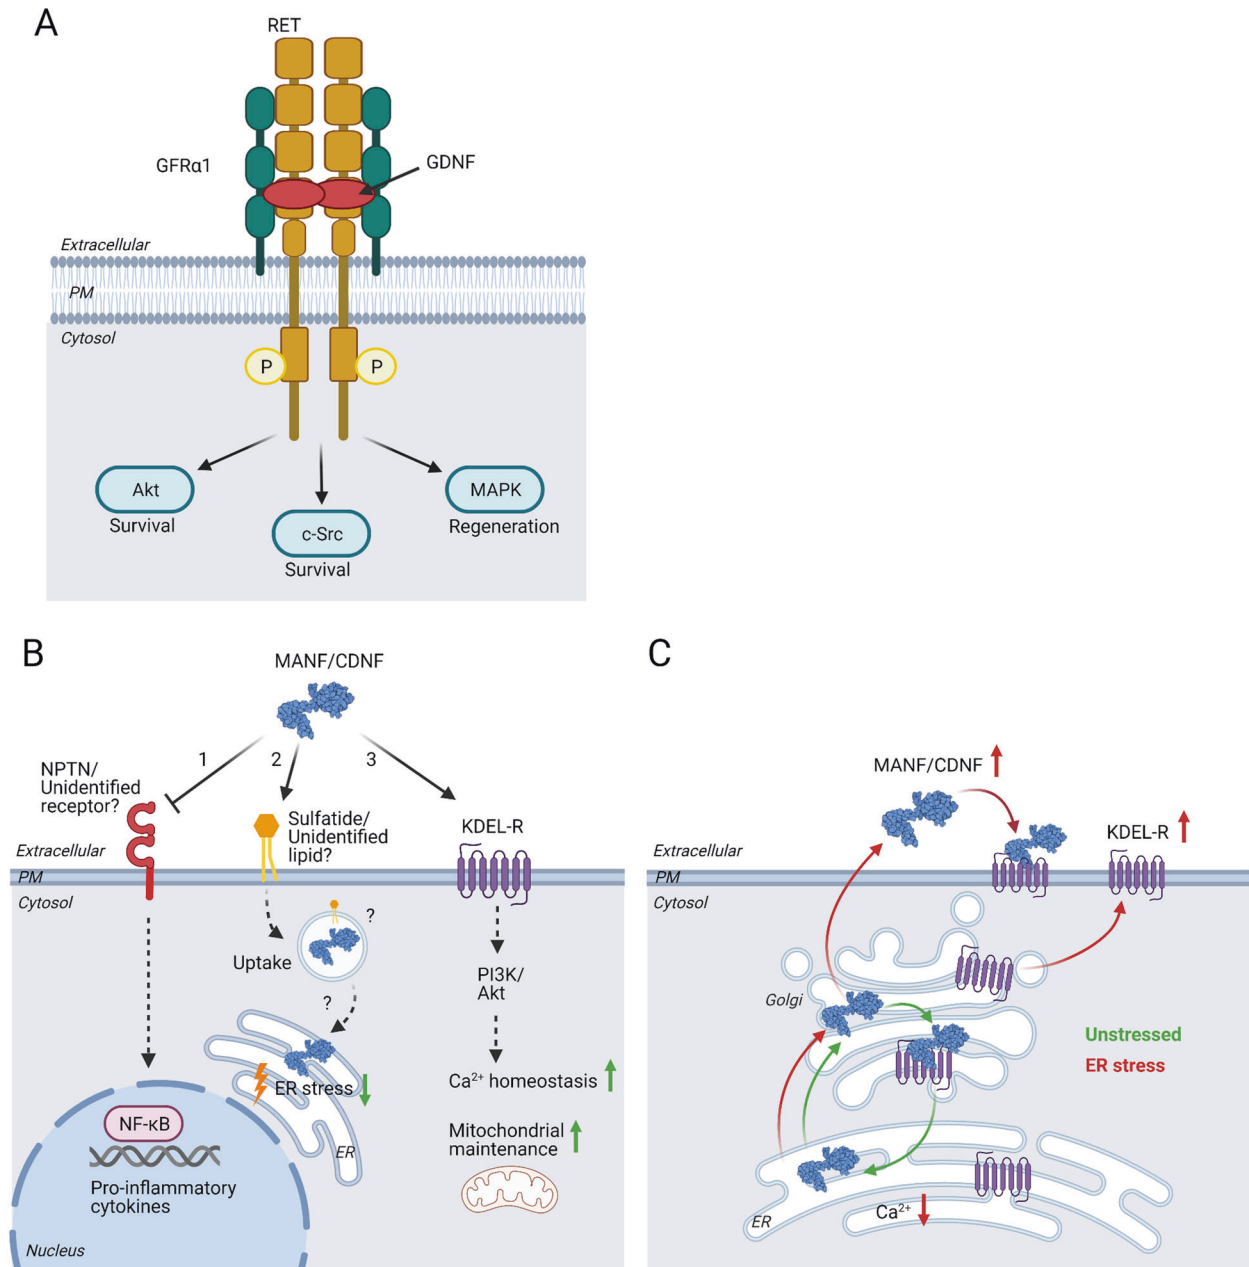 A
RET
GFRα1
GDNF
Extracellular
PM
Cytosol
P
P
Akt
Survival
c-Src
Survival
MAPK
Regeneration
B
MANF/CDNF
1
2
3
NPTN/
Unidentified
receptor?
Sulfatide/
Unidentified
lipid?
KDEL-R
Extracellular
PM
Cytosol
?
Uptake
?
PI3K/
Akt
ER stress
ER
Ca²⁺ homeostasis
Mitochondrial
maintenance
NF-κB
Pro-inflammatory
cytokines
Nucleus
C
MANF/CDNF
KDEL-R
Extracellular
PM
Cytosol
Golgi
Unstressed
ER stress
Ca²⁺
ER